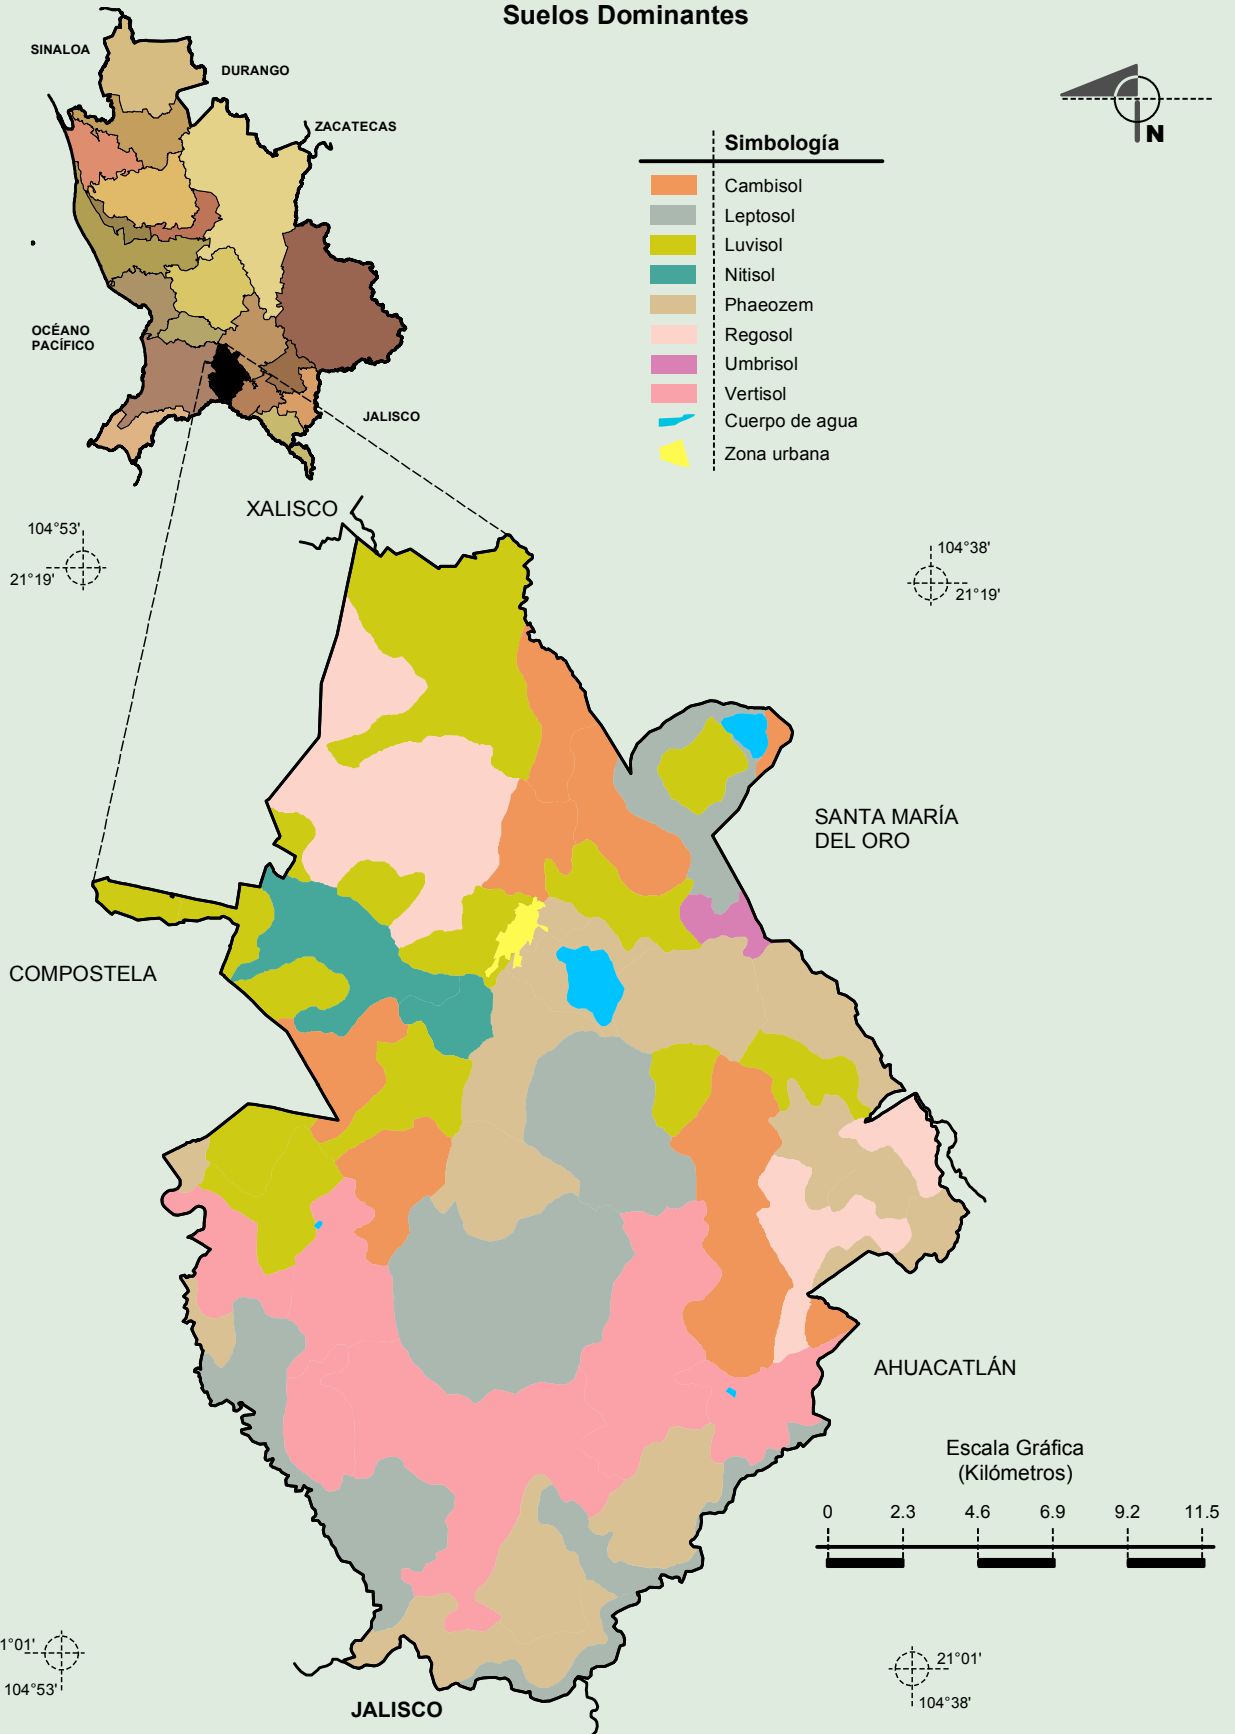 Suelos Dominantes
SINALOA
DURANGO
ZACATECAS
OCÉANO
PACÍFICO
JALISCO
N
Simbología
Cambisol
Leptosol
Luvisol
Nitisol
Phaeozem
Regosol
Umbrisol
Vertisol
Cuerpo de agua
Zona urbana
XALISCO
104°53'
21°19'
104°38'
21°19'
SANTA MARÍA
DEL ORO
COMPOSTELA
AHUACATLÁN
Escala Gráfica
(Kilómetros)
0 2.3 4.6 6.9 9.2 11.5
1°01'
104°53'
21°01'
104°38'
JALISCO